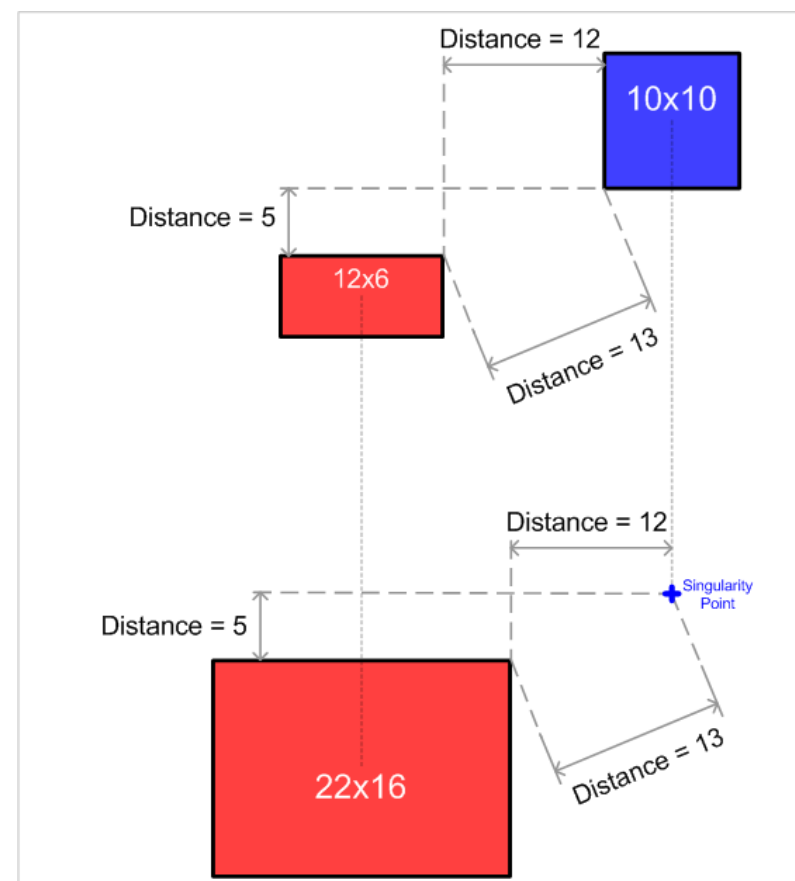 Distance = 12
10x10
Distance = 5
12x6
Distance = 13
Distance = 12
Singularity
Point
Distance = 5
Distance = 13
22x16